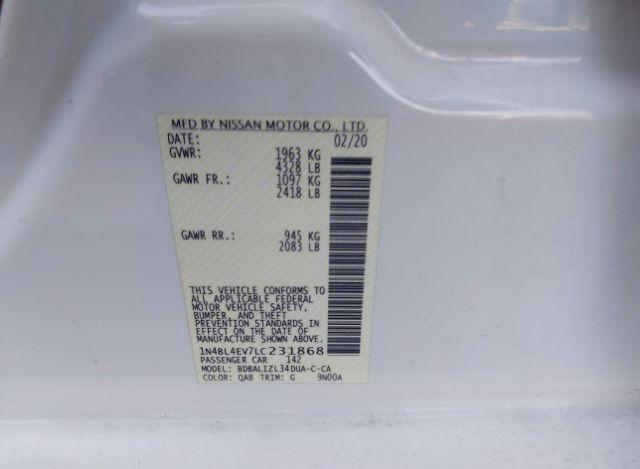 MFD BY NISSAN MOTOR CO., LTD.
DATE: 02/20
GVWR: 1963 KG
4328 LB
GAWR FR.: 1097 KG
2418 LB
GAWR RR.: 945 KG
2083 LB
THIS VEHICLE CONFORMS TO
ALL APPLICABLE FEDERAL
MOTOR VEHICLE SAFETY,
BUMPER, AND THEFT
PREVENTION STANDARDS IN
EFFECT ON THE DATE OF
MANUFACTURE SHOWN ABOVE.
1N4BL4EV7LC231868
PASSENGER CAR 142
MODEL: BDBALIZL34DUA-C-CA
COLOR: QAB TRIM: G 9N00A